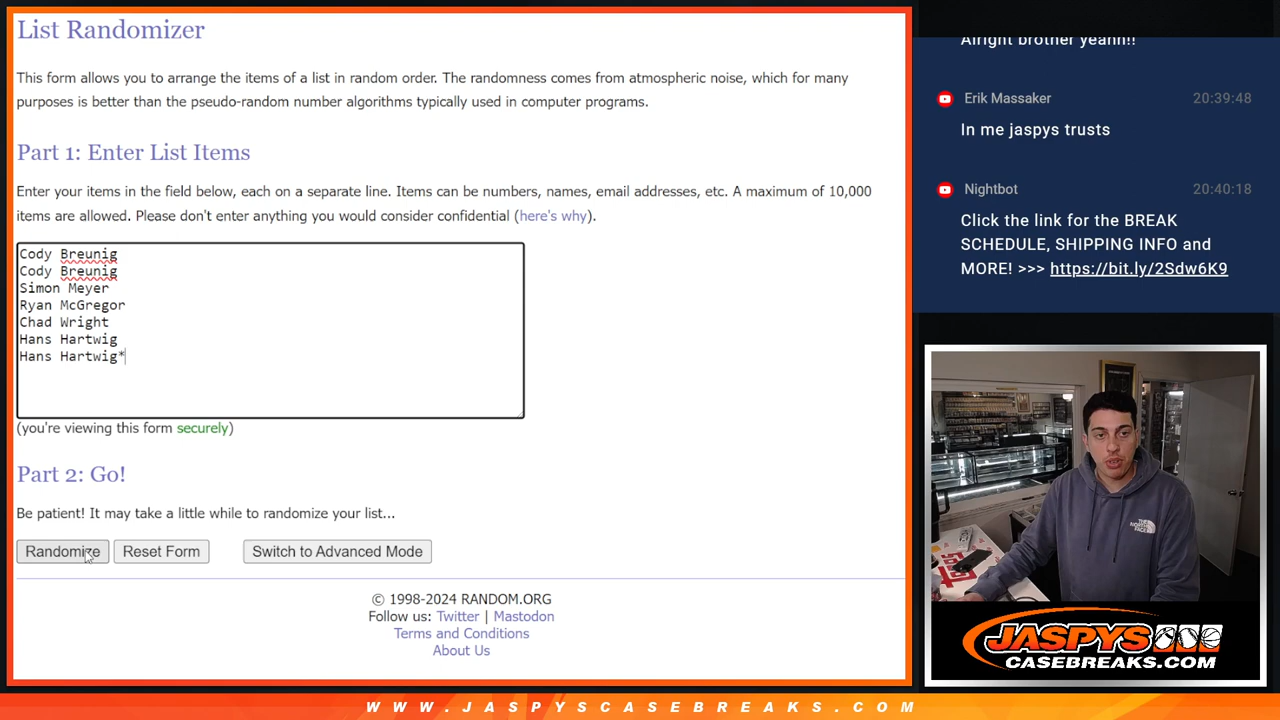 List Randomizer
This form allows you to arrange the items of a list in random order. The randomness comes from atmospheric noise, which for many
purposes is better than the pseudo-random number algorithms typically used in computer programs.
Part 1: Enter List Items
Enter your items in the field below, each on a separate line. Items can be numbers, names, email addresses, etc. A maximum of 10,000
items are allowed. Please don't enter anything you would consider confidential (here's why).
Cody Breunig
Cody Breunig
Simon Meyer
Ryan McGregor
Chad Wright
Hans Hartwig
Hans Hartwig*
(you're viewing this form securely)
Part 2: Go!
Be patient! It may take a little while to randomize your list...
Randomize
Reset Form
Switch to Advanced Mode
© 1998-2024 RANDOM.ORG
Follow us: Twitter | Mastodon
Terms and Conditions
About Us
Alright brother yeahh!!
Erik Massaker 20:39:48
In me jaspys trusts
Nightbot 20:40:18
Click the link for the BREAK
SCHEDULE, SHIPPING INFO and
MORE! >>> https://bit.ly/2Sdw6K9
THE NORTH FACE
JASPYS
CASEBREAKS.COM
WWW.JASPYSCASEBREAKS.COM